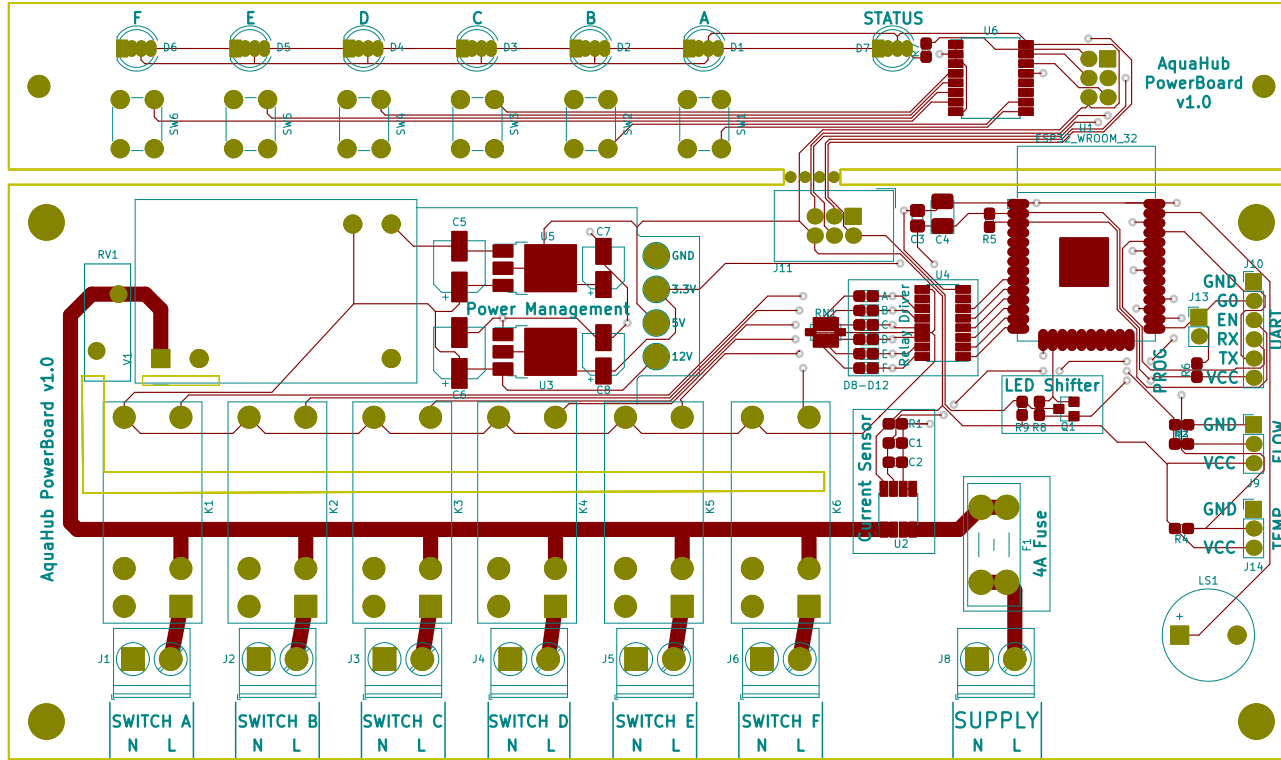 F E D C B A STATUS
U6
D6 D5 D4 D3 D2 D1 D7
AquaHub
PowerBoard
v1.0
SW6 SW5 SW4 SW3 SW2 SW1
U1
ESP32_WROOM_32
RV1
C5
U5
C7
GND
3.3V
5V
12V
Power Management
V1
C6
U3
C8
J11
C3 C4 R5
U4
Relay Driver
A
B
C
E
D8-D12
J10
GND
GO
EN
RX
TX
VCC
UART
J13
PROG
R6
LED Shifter
R9 R8 Q1
R1
C1
C2
Current Sensor
U2
GND
VCC
FLOW
J9
GND
R4
VCC
TEMP
J14
AquaHub PowerBoard v1.0
K1 K2 K3 K4 K5 K6
F1
4A Fuse
LS1
+
J1 J2 J3 J4 J5 J6 J8
SWITCH A SWITCH B SWITCH C SWITCH D SWITCH E SWITCH F SUPPLY
N L N L N L N L N L N L N L